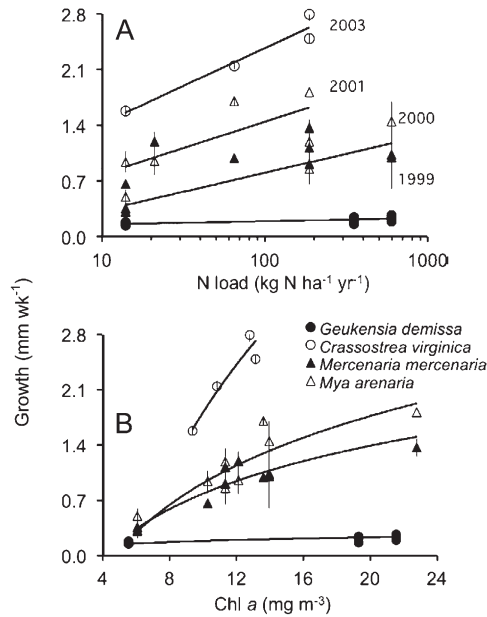 A
2.8
2.1
1.4
0.7
0.0
2003
2001
2000
1999
10
100
1000
N load (kg N ha-1 yr-1)
Growth (mm wk-1)
B
2.8
2.1
1.4
0.7
0.0
Geukensia demissa
Crassostrea virginica
Mercenaria mercenaria
Mya arenaria
4
8
12
16
20
24
Chl a (mg m-3)